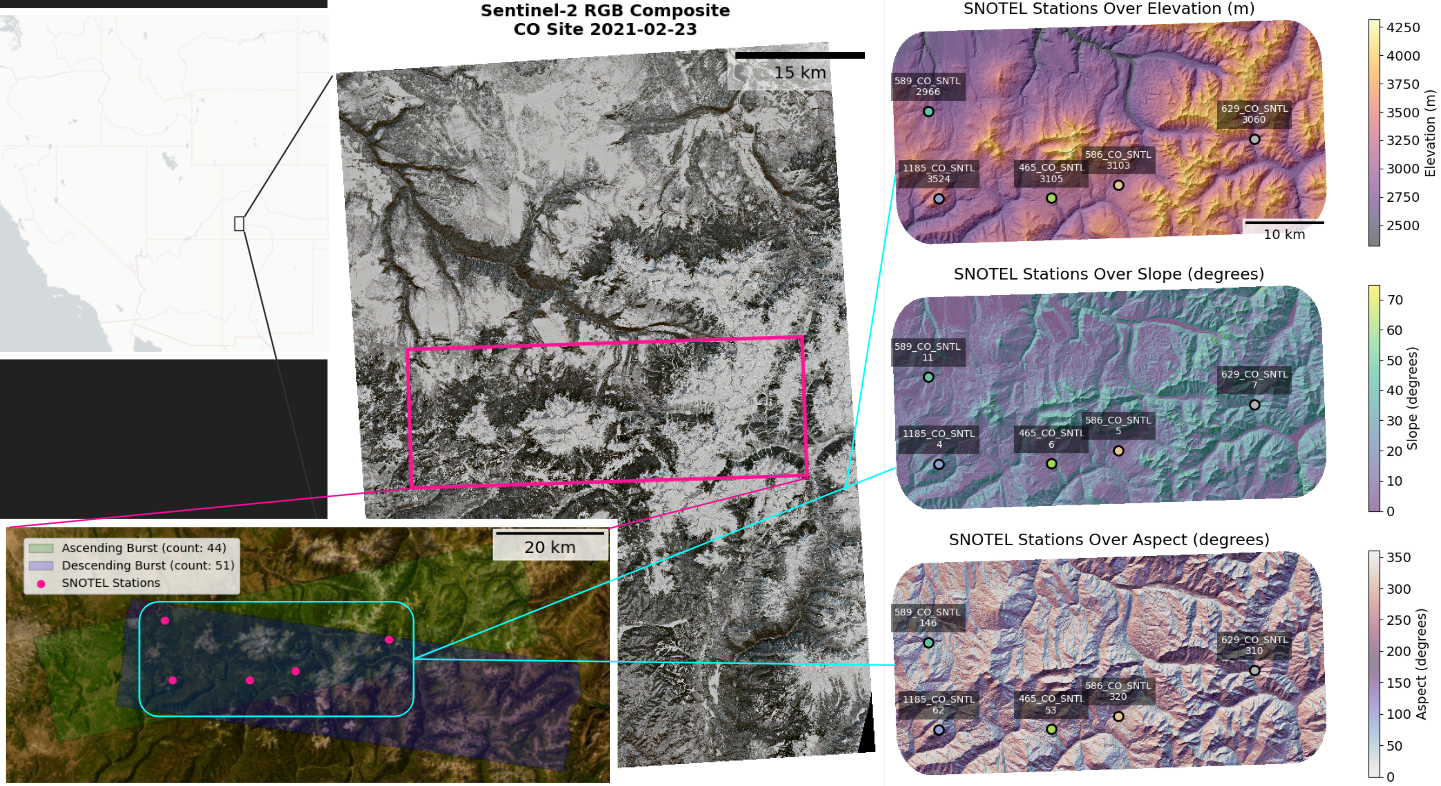 Sentinel-2 RGB Composite
CO Site 2021-02-23
15 km
Ascending Burst (count: 44)
Descending Burst (count: 51)
SNOTEL Stations
20 km
SNOTEL Stations Over Elevation (m)
589_CO_SNTL
2966
629_CO_SNTL
3060
586_CO_SNTL
3103
1185_CO_SNTL
3524
465_CO_SNTL
3105
10 km
4250
4000
3750
3500
3250
3000
2750
2500
Elevation (m)
SNOTEL Stations Over Slope (degrees)
589_CO_SNTL
11
629_CO_SNTL
7
586_CO_SNTL
5
1185_CO_SNTL
4
465_CO_SNTL
6
70
60
50
40
30
20
10
0
Slope (degrees)
SNOTEL Stations Over Aspect (degrees)
589_CO_SNTL
146
629_CO_SNTL
310
586_CO_SNTL
320
1185_CO_SNTL
62
465_CO_SNTL
53
350
300
250
200
150
100
50
0
Aspect (degrees)